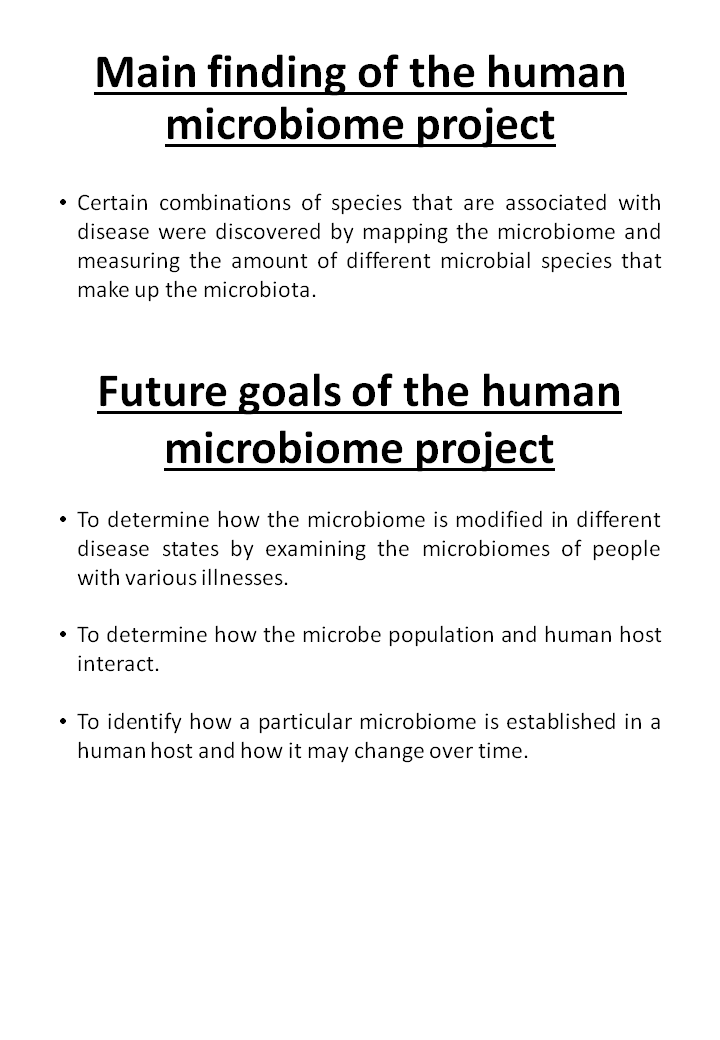 Main finding of the human
microbiome project
• Certain combinations of species that are associated with
disease were discovered by mapping the microbiome and
measuring the amount of different microbial species that
make up the microbiota.
Future goals of the human
microbiome project
• To determine how the microbiome is modified in different
disease states by examining the microbiomes of people
with various illnesses.
• To determine how the microbe population and human host
interact.
• To identify how a particular microbiome is established in a
human host and how it may change over time.